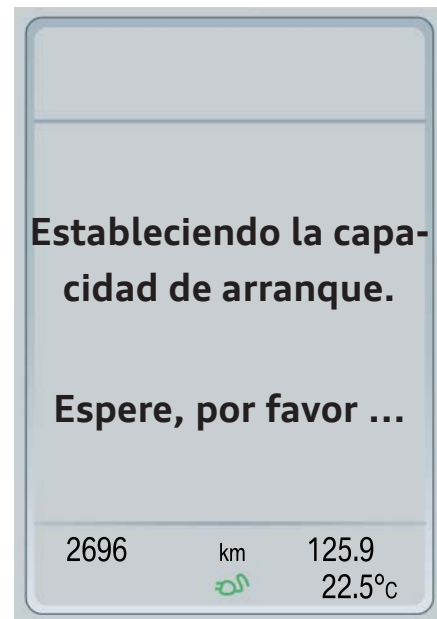 Estableciendo la capa-
cidad de arranque.
Espere, por favor ...
2696 km 125.9
22.5°C